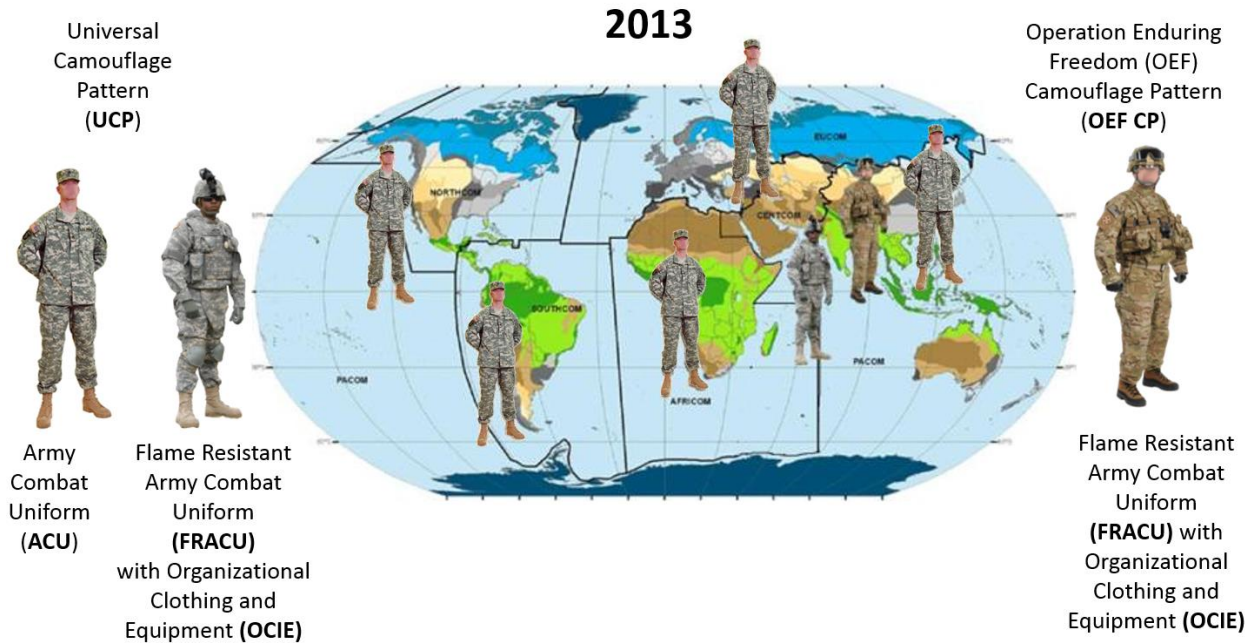 2013
Universal
Camouflage
Pattern
(UCP)
Operation Enduring
Freedom (OEF)
Camouflage Pattern
(OEF CP)
EUCOM
NORTHCOM
CENTCOM
SOUTHCOM
PACOM
PACOM
AFRICOM
Army
Combat
Uniform
(ACU)
Flame Resistant
Army Combat
Uniform
(FRACU)
with Organizational
Clothing and
Equipment (OCIE)
Flame Resistant
Army Combat
Uniform
(FRACU) with
Organizational
Clothing and
Equipment (OCIE)